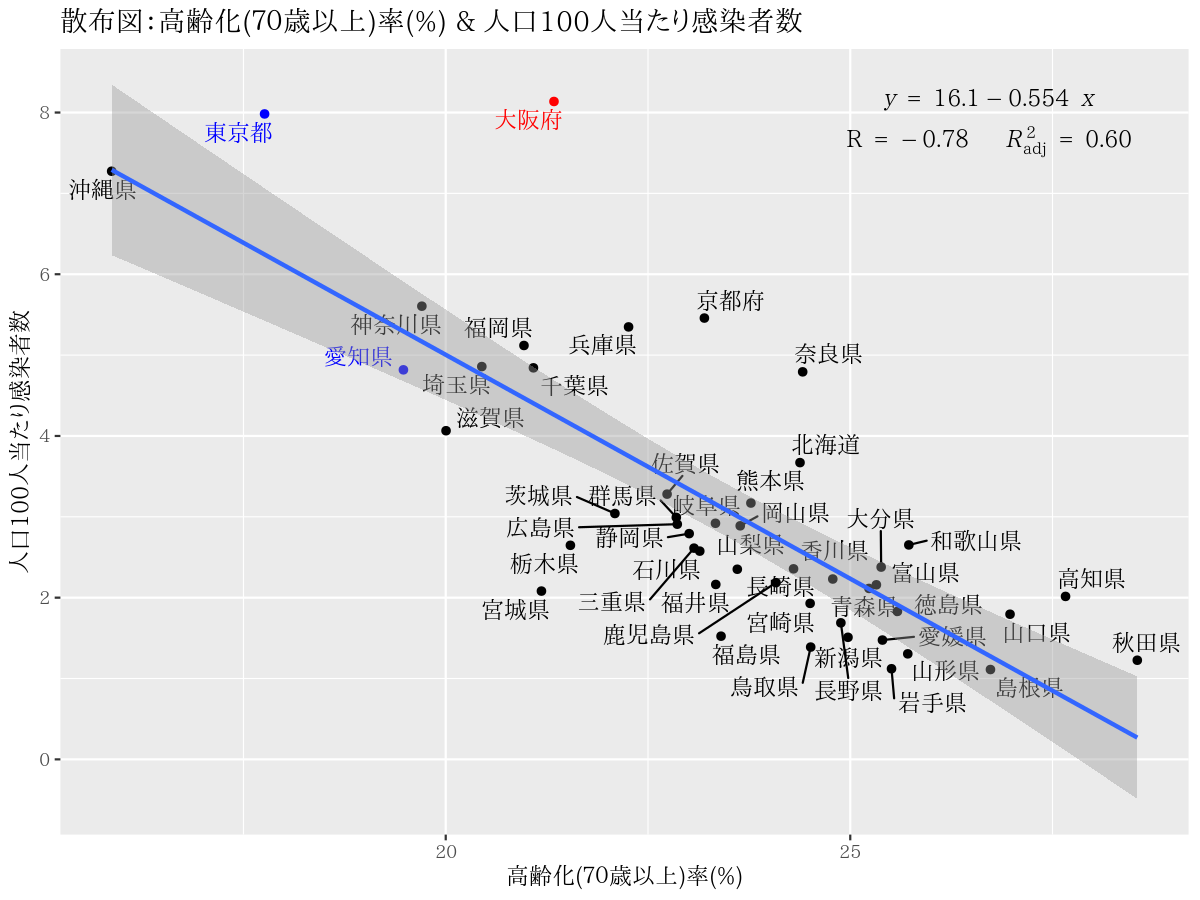 散布図：高齢化(70歳以上)率(%) & 人口100人当たり感染者数
y = 16.1 − 0.554 x
R = − 0.78 R²adj = 0.60
8
6
4
2
0
人口100人当たり感染者数
東京都
大阪府
沖縄県
京都府
神奈川県
福岡県
兵庫県
愛知県
奈良県
埼玉県
千葉県
滋賀県
北海道
佐賀県
熊本県
茨城県
群馬県
岐阜県
岡山県
大分県
広島県
静岡県
山梨県
香川県
和歌山県
栃木県
石川県
長崎県
富山県
高知県
宮城県
三重県
福井県
青森県
徳島県
鹿児島県
宮崎県
愛媛県
山口県
秋田県
福島県
新潟県
山形県
鳥取県
長野県
岩手県
島根県
20
25
高齢化(70歳以上)率(%)